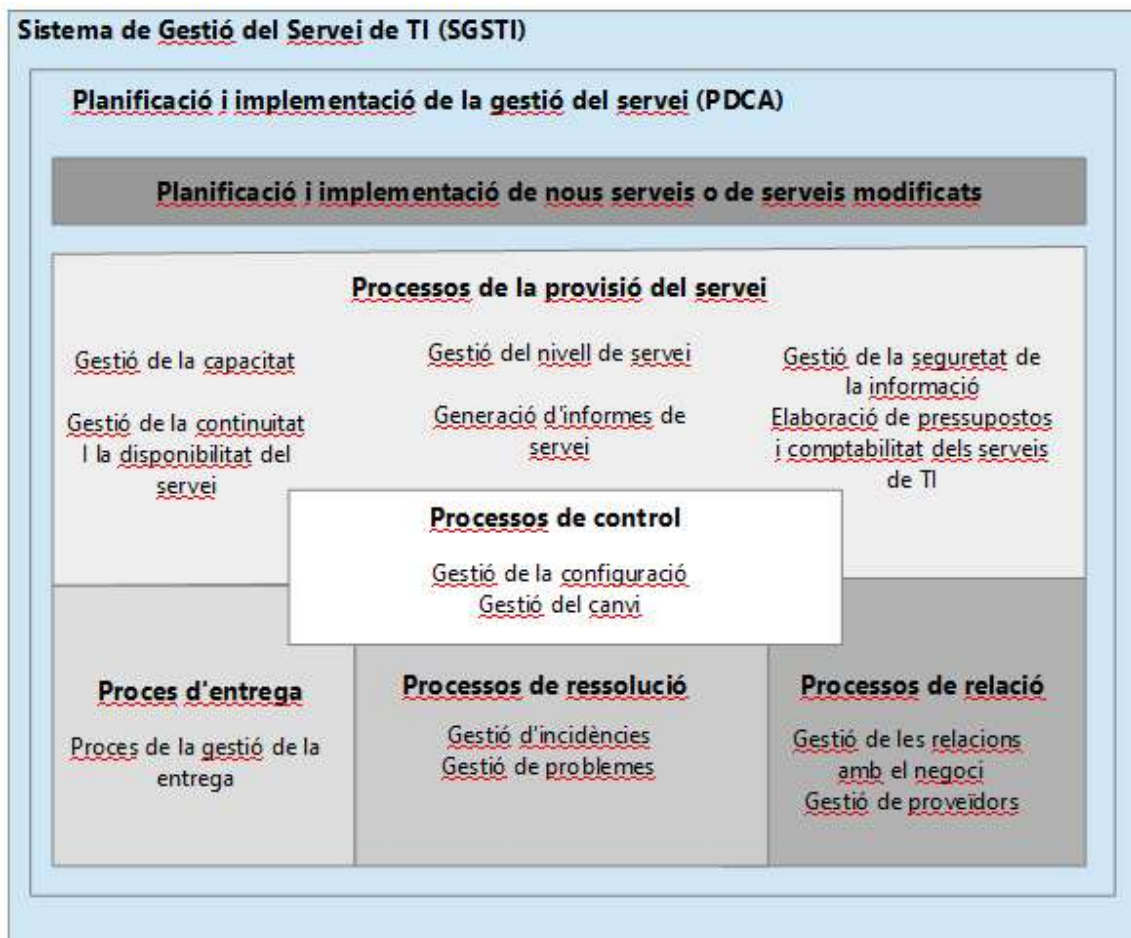 Sistema de Gestió del Servei de TI (SGSTI)
Planificació i implementació de la gestió del servei (PDCA)
Planificació i implementació de nous serveis o de serveis modificats
Processos de la provisió del servei
Gestió de la capacitat
Gestió de la continuitat
I la disponibilitat del
servei
Gestió del nivell de servei
Generació d'informes de
servei
Gestió de la seguretat de
la informació
Elaboració de pressupostos
i comptabilitat dels serveis
de TI
Processos de control
Gestió de la configuració
Gestió del canvi
Proces d'entrega
Proces de la gestió de la
entrega
Processos de ressolució
Gestió d'incidències
Gestió de problemes
Processos de relació
Gestió de les relacions
amb el negoci
Gestió de proveïdors